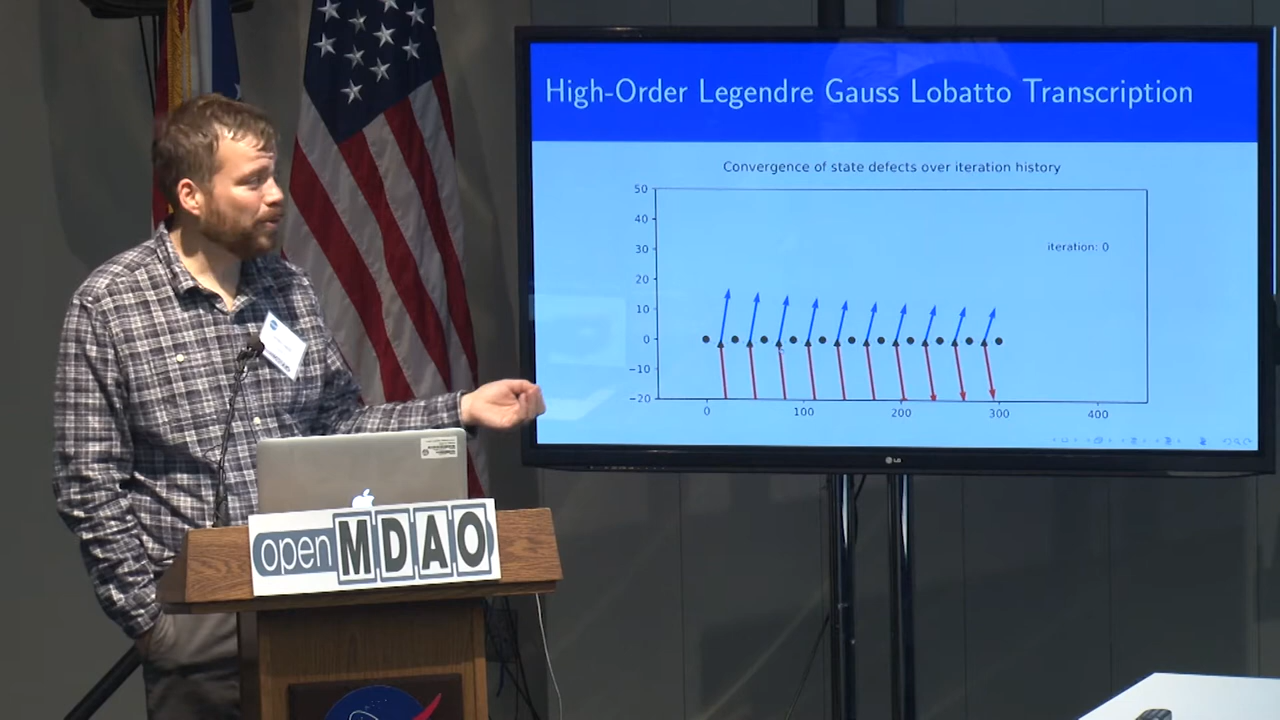 High-Order Legendre Gauss Lobatto Transcription
Convergence of state defects over iteration history
50
40
30
20
10
0
−10
−20
iteration: 0
0
100
200
300
400
LG
open MDAO